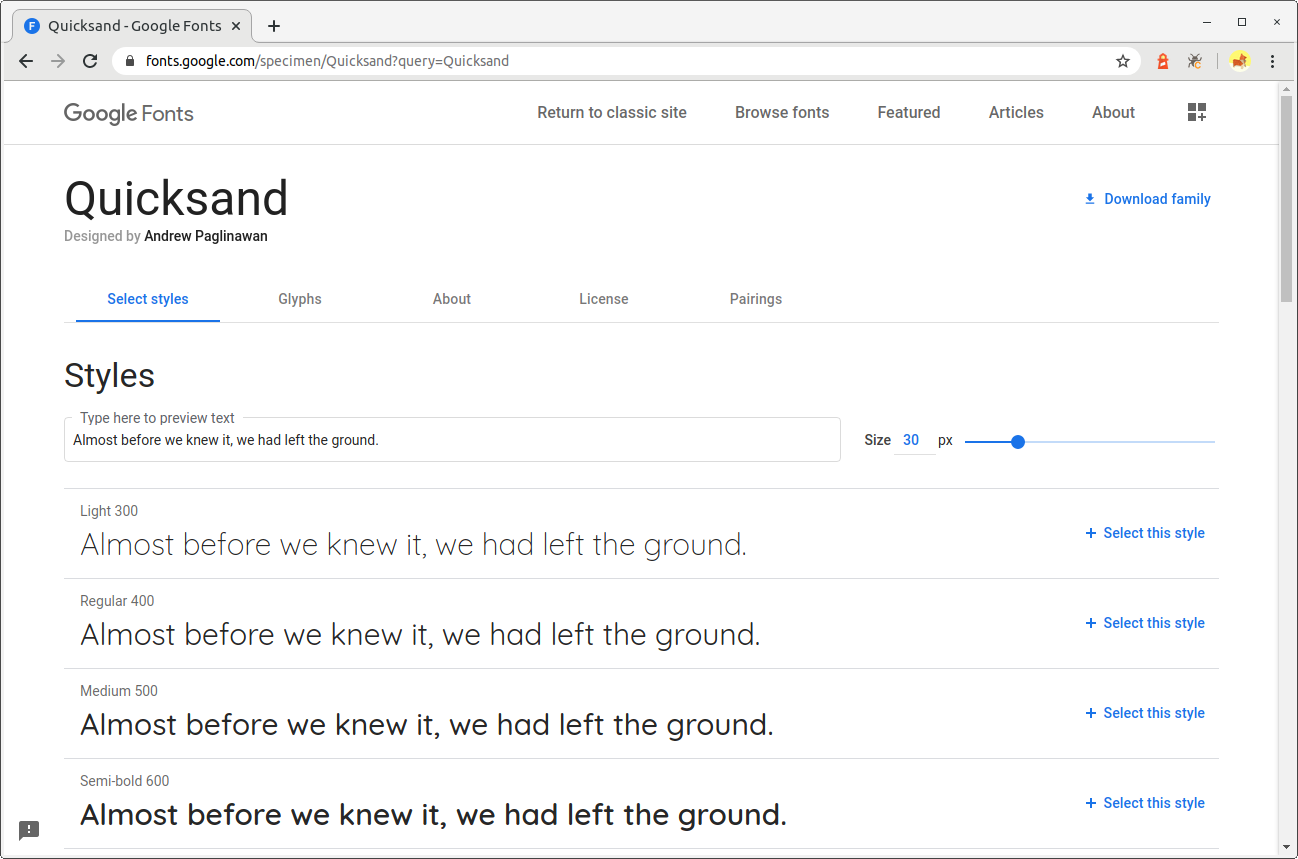 Quicksand - Google Fonts
fonts.google.com/specimen/Quicksand?query=Quicksand
Google Fonts
Return to classic site Browse fonts Featured Articles About
Quicksand
Download family
Designed by Andrew Paglinawan
Select styles Glyphs About License Pairings
Styles
Type here to preview text
Almost before we knew it, we had left the ground.
Size 30 px
Light 300
Almost before we knew it, we had left the ground.
+ Select this style
Regular 400
Almost before we knew it, we had left the ground.
+ Select this style
Medium 500
Almost before we knew it, we had left the ground.
+ Select this style
Semi-bold 600
Almost before we knew it, we had left the ground.
+ Select this style